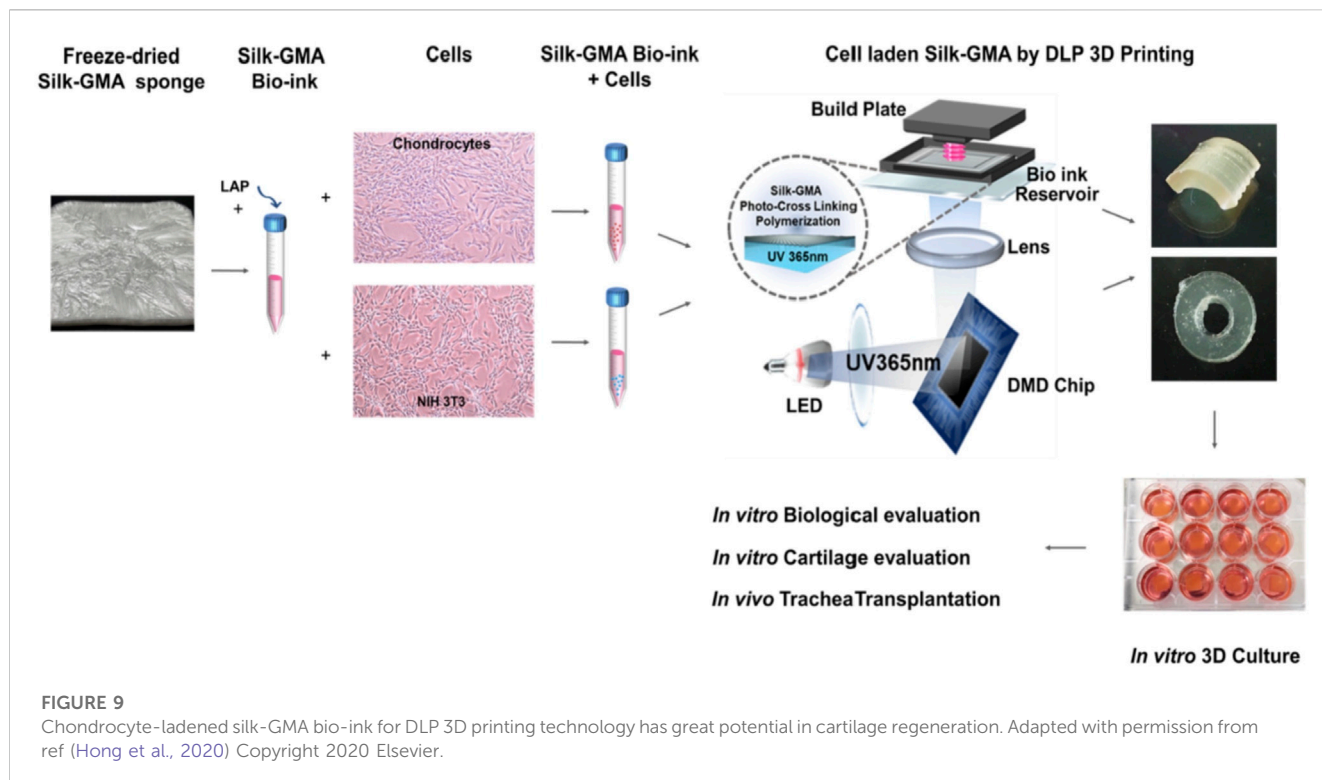 Freeze-dried
Silk-GMA sponge
Silk-GMA
Bio-ink
Cells
Silk-GMA Bio-ink
+ Cells
Cell laden Silk-GMA by DLP 3D Printing
LAP
+
+
Chondrocytes
+
NIH 3T3
Build Plate
Bio ink
Reservoir
Silk-GMA
Photo-Cross Linking
Polymerization
UV 365nm
Lens
UV365nm
LED
DMD Chip
In vitro Biological evaluation
In vitro Cartilage evaluation
In vivo TracheaTransplantation
In vitro 3D Culture
FIGURE 9
Chondrocyte-ladened silk-GMA bio-ink for DLP 3D printing technology has great potential in cartilage regeneration. Adapted with permission from
ref (Hong et al., 2020) Copyright 2020 Elsevier.